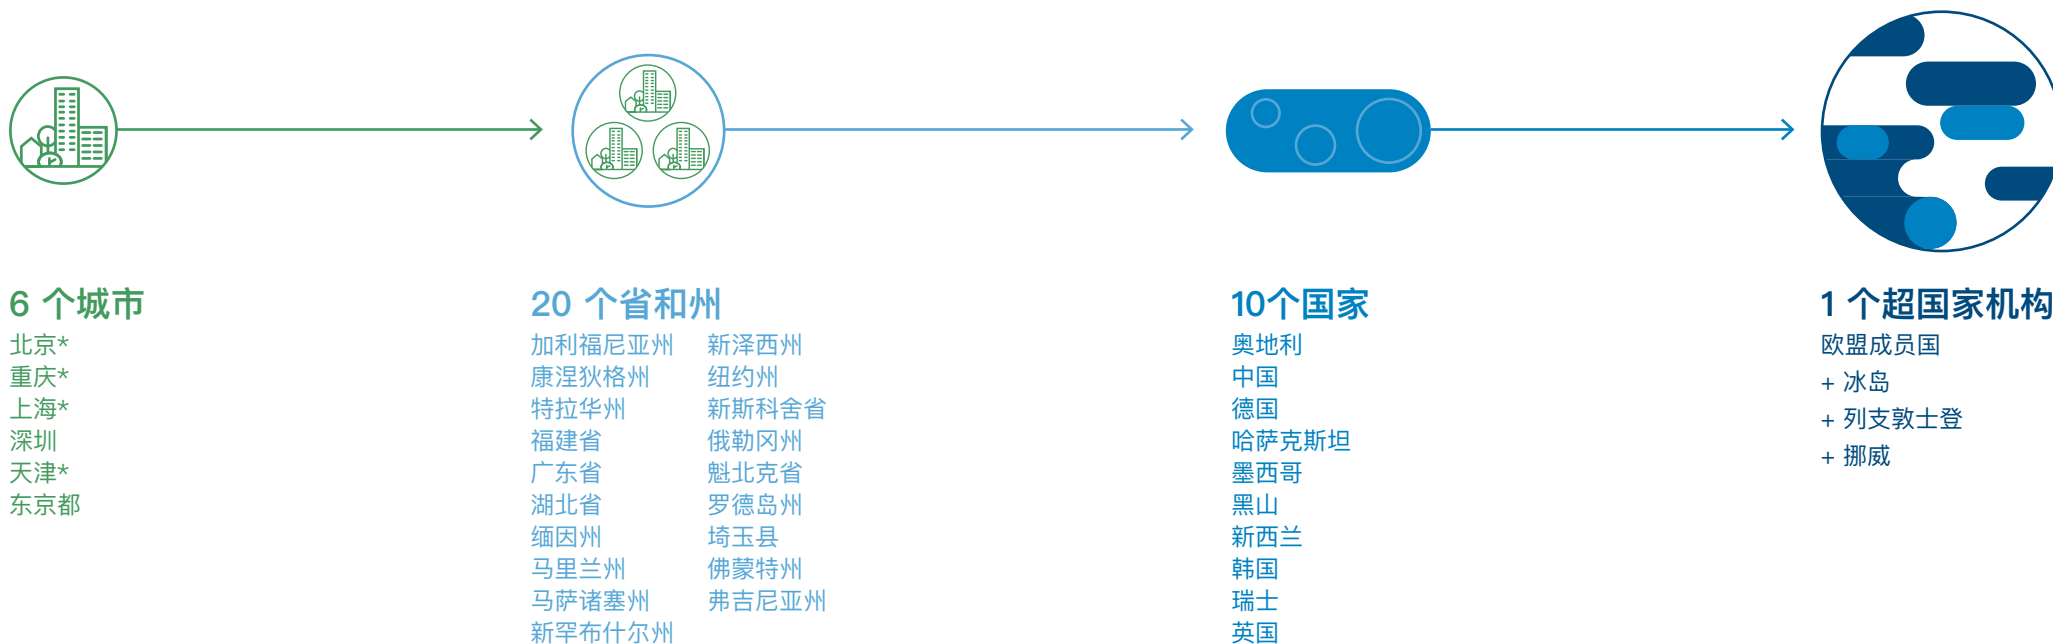 6 个城市
北京*
重庆*
上海*
深圳
天津*
东京都
20 个省和州
加利福尼亚州
康涅狄格州
特拉华州
福建省
广东省
湖北省
缅因州
马里兰州
马萨诸塞州
新罕布什尔州
新泽西州
纽约州
新斯科舍省
俄勒冈州
魁北克省
罗德岛州
埼玉县
佛蒙特州
弗吉尼亚州
10个国家
奥地利
中国
德国
哈萨克斯坦
墨西哥
黑山
新西兰
韩国
瑞士
英国
1 个超国家机构
欧盟成员国
+ 冰岛
+ 列支敦士登
+ 挪威